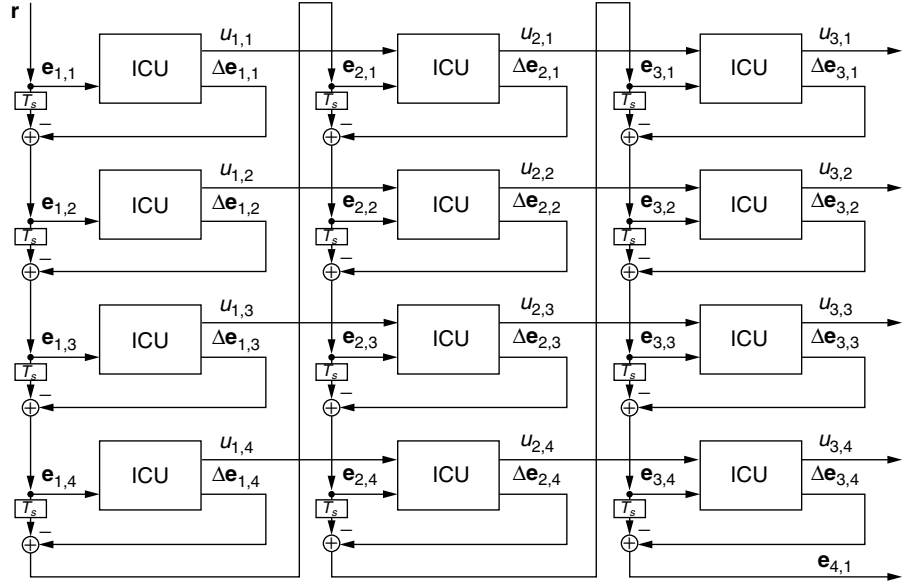 r
e1,1 ICU u1,1 Δe1,1 Ts − +
e2,1 ICU u2,1 Δe2,1 Ts − +
e3,1 ICU u3,1 Δe3,1 Ts − +
e1,2 ICU u1,2 Δe1,2 Ts − +
e2,2 ICU u2,2 Δe2,2 Ts − +
e3,2 ICU u3,2 Δe3,2 Ts − +
e1,3 ICU u1,3 Δe1,3 Ts − +
e2,3 ICU u2,3 Δe2,3 Ts − +
e3,3 ICU u3,3 Δe3,3 Ts − +
e1,4 ICU u1,4 Δe1,4 Ts − +
e2,4 ICU u2,4 Δe2,4 Ts − +
e3,4 ICU u3,4 Δe3,4 Ts − +
e4,1